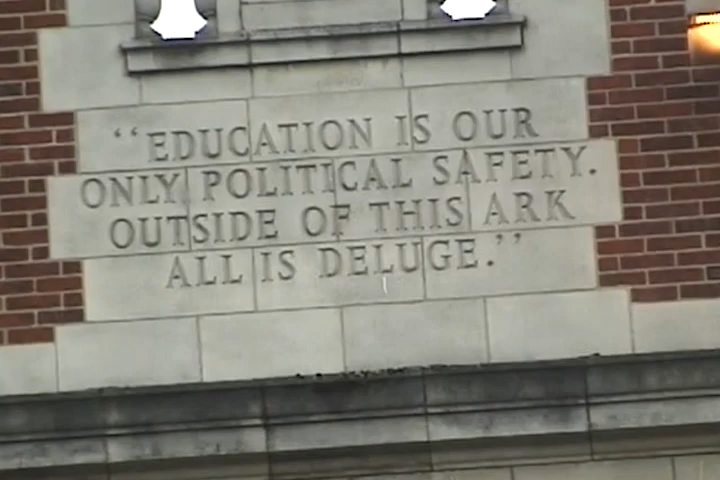 “EDUCATION IS OUR
ONLY POLITICAL SAFETY.
OUTSIDE OF THIS ARK
ALL IS DELUGE.”